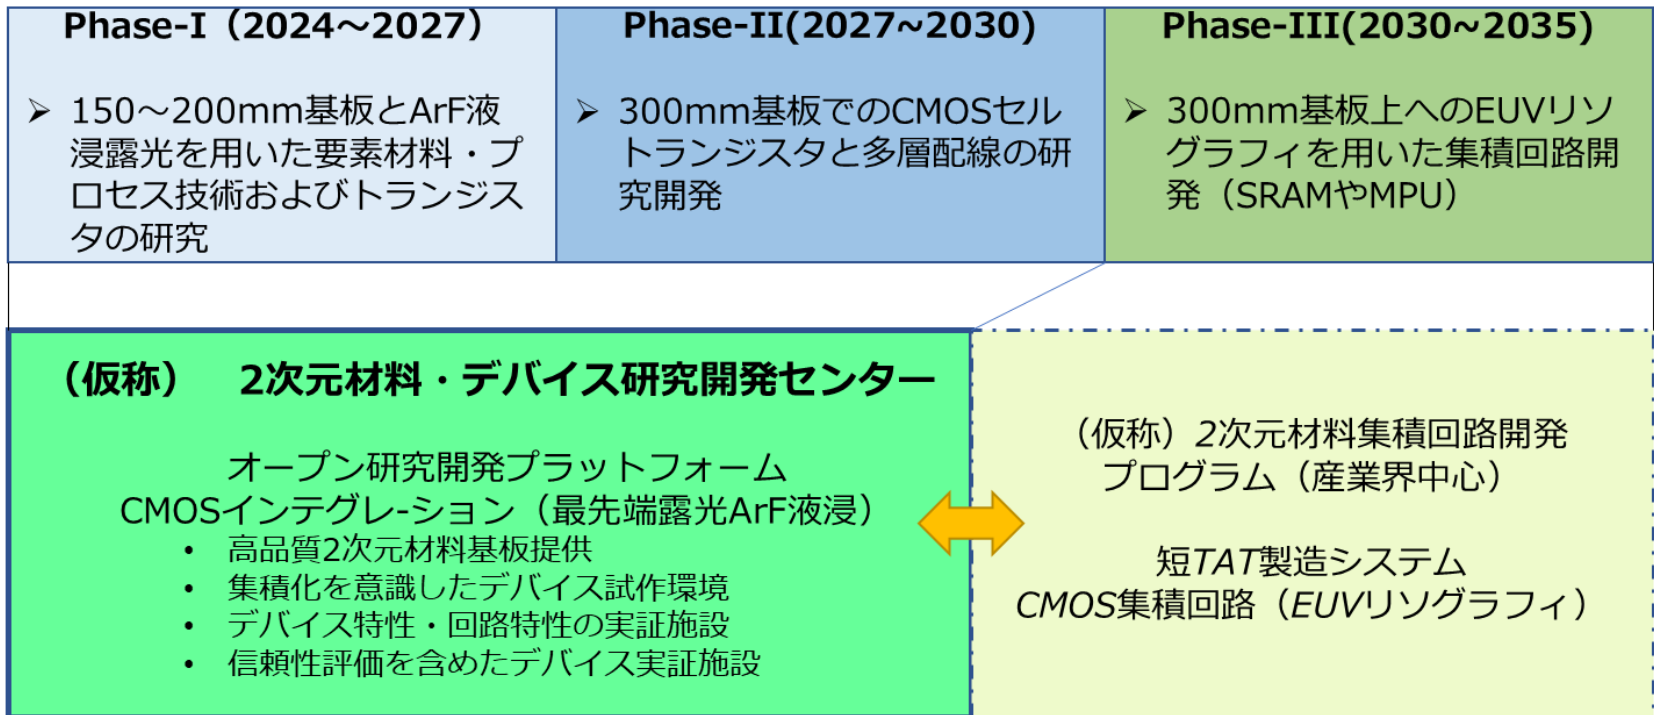 Phase-I（2024～2027）
➢ 150～200mm基板とArF液
浸露光を用いた要素材料・プ
ロセス技術およびトランジス
タの研究
Phase-II(2027~2030)
➢ 300mm基板でのCMOSセル
トランジスタと多層配線の研
究開発
Phase-III(2030~2035)
➢ 300mm基板上へのEUVリソ
グラフィを用いた集積回路開
発（SRAMやMPU）
（仮称）　2次元材料・デバイス研究開発センター
オープン研究開発プラットフォーム
CMOSインテグレ-ション（最先端露光ArF液浸）
• 高品質2次元材料基板提供
• 集積化を意識したデバイス試作環境
• デバイス特性・回路特性の実証施設
• 信頼性評価を含めたデバイス実証施設
（仮称）2次元材料集積回路開発
プログラム（産業界中心）
短TAT製造システム
CMOS集積回路（EUVリソグラフィ）